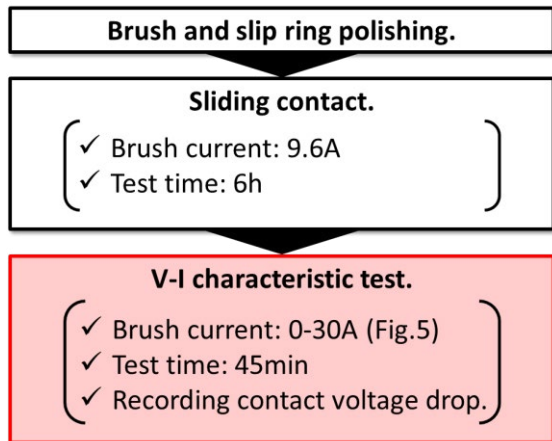 Brush and slip ring polishing.
Sliding contact.
✓ Brush current: 9.6A
✓ Test time: 6h
V-I characteristic test.
✓ Brush current: 0-30A (Fig.5)
✓ Test time: 45min
✓ Recording contact voltage drop.